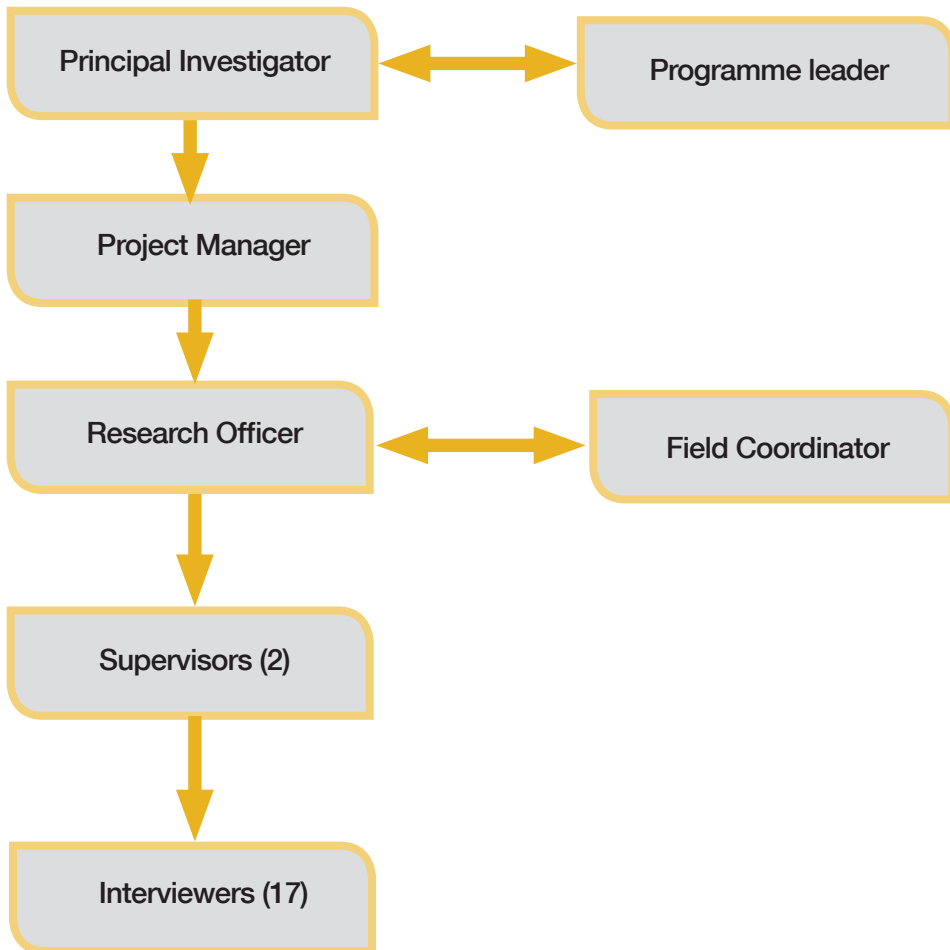 Principal Investigator
Programme leader
Project Manager
Research Officer
Field Coordinator
Supervisors (2)
Interviewers (17)